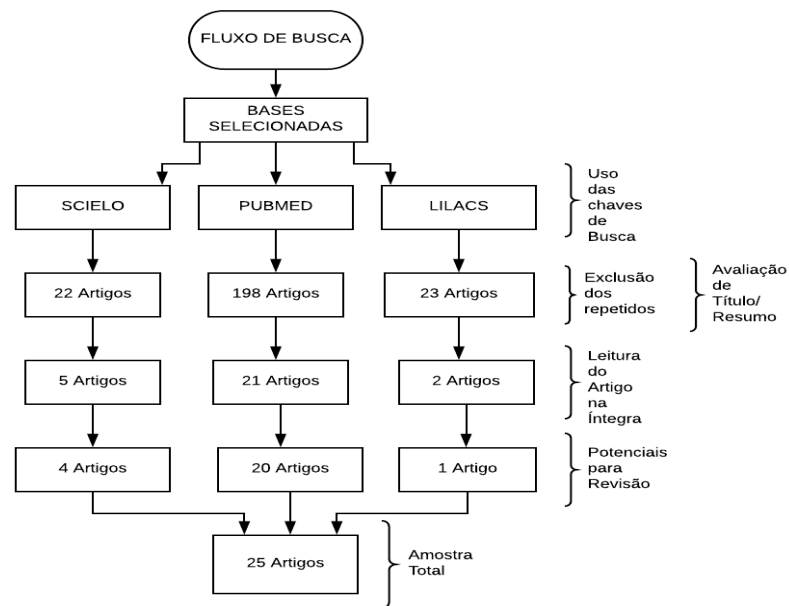 FLUXO DE BUSCA
BASES
SELECIONADAS
SCIELO
PUBMED
LILACS
Uso
das
chaves
de
Busca
22 Artigos
198 Artigos
23 Artigos
Exclusão
dos
repetidos
Avaliação
de
Título/
Resumo
5 Artigos
21 Artigos
2 Artigos
Leitura
do
Artigo
na
Íntegra
4 Artigos
20 Artigos
1 Artigo
Potenciais
para
Revisão
25 Artigos
Amostra
Total